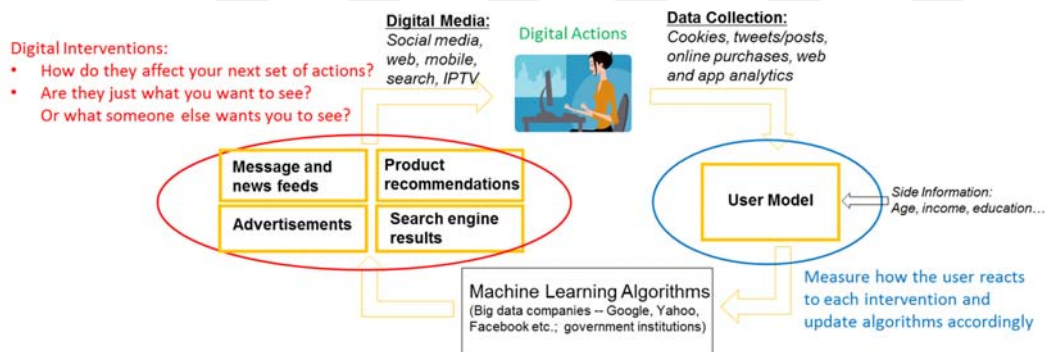 Digital Interventions:
• How do they affect your next set of actions?
• Are they just what you want to see?
Or what someone else wants you to see?
Digital Media:
Social media,
web, mobile,
search, IPTV
Digital Actions
Data Collection:
Cookies, tweets/posts,
online purchases, web
and app analytics
Message and
news feeds
Product
recommendations
Advertisements
Search engine
results
User Model
Side Information:
Age, income, education…
Machine Learning Algorithms
(Big data companies -- Google, Yahoo,
Facebook etc.; government institutions)
Measure how the user reacts
to each intervention and
update algorithms accordingly